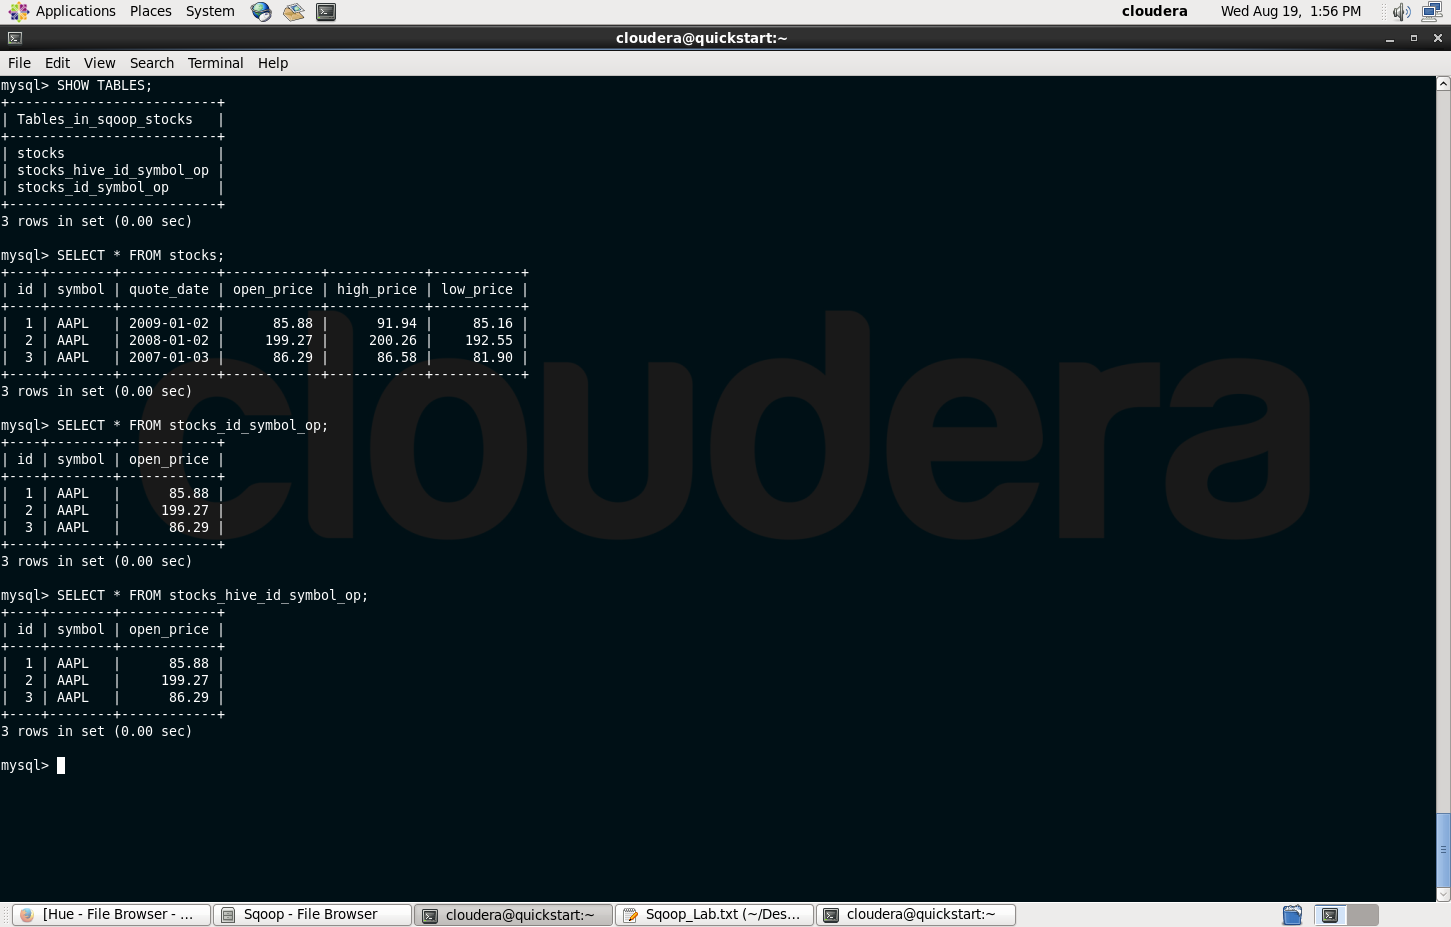 Applications Places System cloudera Wed Aug 19, 1:56 PM
cloudera@quickstart:~
File Edit View Search Terminal Help
mysql> SHOW TABLES;
+--------------------------+
| Tables_in_sqoop_stocks   |
+--------------------------+
| stocks                   |
| stocks_hive_id_symbol_op |
| stocks_id_symbol_op      |
+--------------------------+
3 rows in set (0.00 sec)
mysql> SELECT * FROM stocks;
+----+--------+------------+------------+------------+-----------+
| id | symbol | quote_date | open_price | high_price | low_price |
+----+--------+------------+------------+------------+-----------+
|  1 | AAPL   | 2009-01-02 |      85.88 |      91.94 |     85.16 |
|  2 | AAPL   | 2008-01-02 |     199.27 |     200.26 |    192.55 |
|  3 | AAPL   | 2007-01-03 |      86.29 |      86.58 |     81.90 |
+----+--------+------------+------------+------------+-----------+
3 rows in set (0.00 sec)
mysql> SELECT * FROM stocks_id_symbol_op;
+----+--------+------------+
| id | symbol | open_price |
+----+--------+------------+
|  1 | AAPL   |      85.88 |
|  2 | AAPL   |     199.27 |
|  3 | AAPL   |      86.29 |
+----+--------+------------+
3 rows in set (0.00 sec)
mysql> SELECT * FROM stocks_hive_id_symbol_op;
+----+--------+------------+
| id | symbol | open_price |
+----+--------+------------+
|  1 | AAPL   |      85.88 |
|  2 | AAPL   |     199.27 |
|  3 | AAPL   |      86.29 |
+----+--------+------------+
3 rows in set (0.00 sec)
mysql>
cloudera
[Hue - File Browser - ... Sqoop - File Browser cloudera@quickstart:~ Sqoop_Lab.txt (~/Des... cloudera@quickstart:~